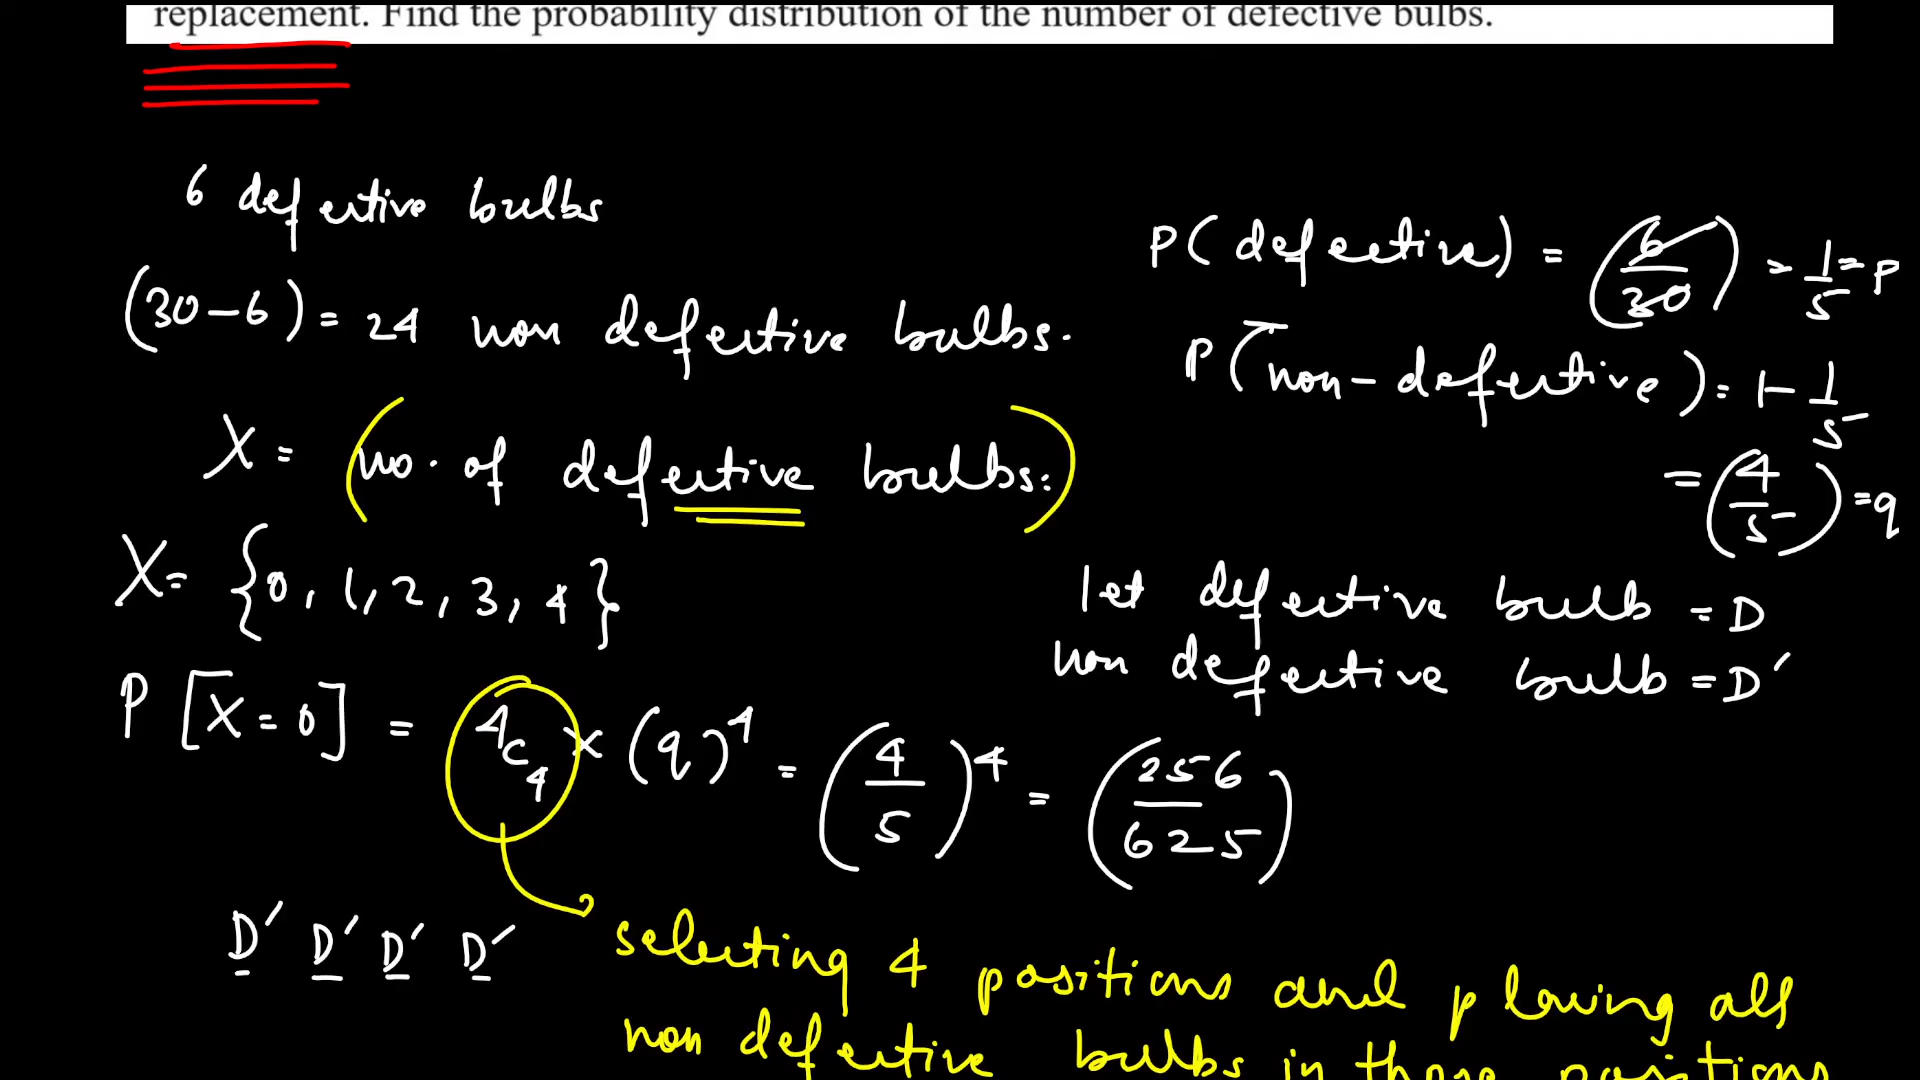 replacement. Find the probability distribution of the number of defective bulbs.
6 defective bulbs
(30-6) = 24 non defective bulbs.
X = (no. of defective bulbs.)
X = {0, 1, 2, 3, 4}
P(defective) = (6/30) = 1/5 = P
P(non-defective) = 1 - 1/5
= (4/5) = q
let defective bulb = D
non defective bulb = D'
P [X = 0] = 4C4 × (q)^4 = (4/5)^4 = (256/625)
D' D' D' D'
selecting 4 positions and placing all
non defective bulbs in those positions